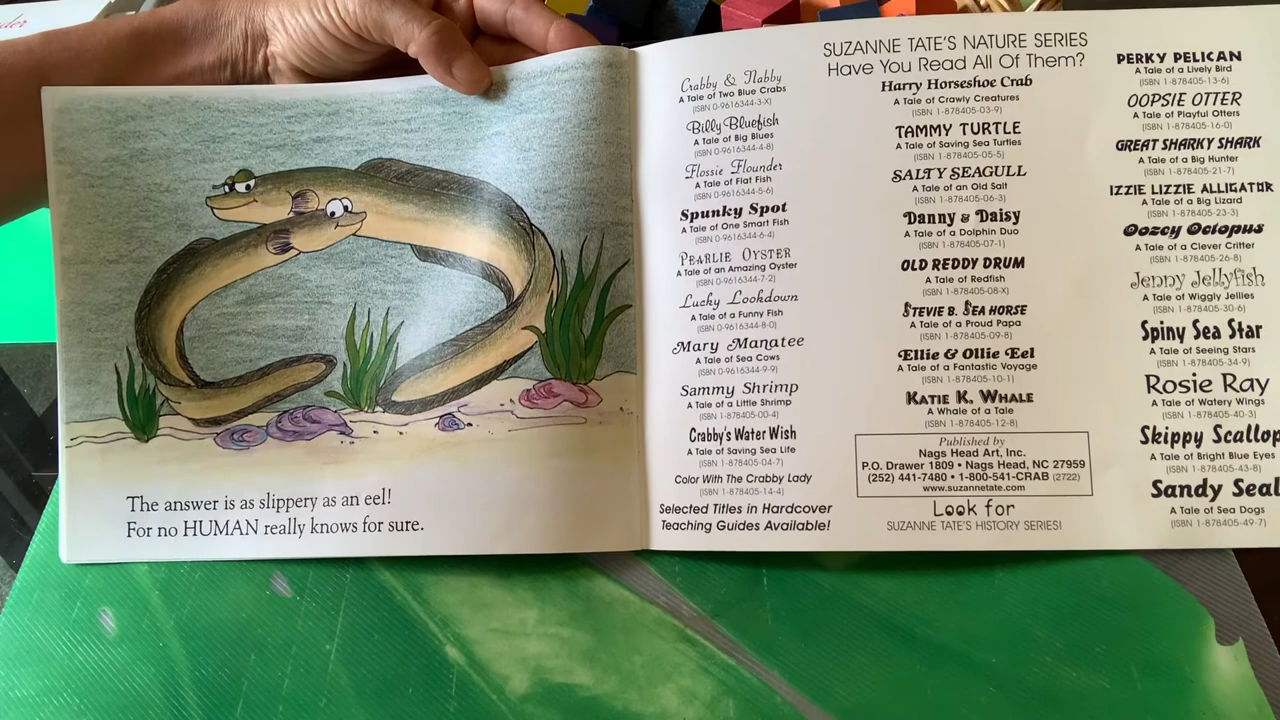 The answer is as slippery as an eel!
For no HUMAN really knows for sure.
SUZANNE TATE'S NATURE SERIES
Have You Read All Of Them?
Crabby & Nabby
A Tale of Two Blue Crabs
(ISBN 0-9616344-3-X)
Billy Bluefish
A Tale of Big Blues
(ISBN 0-9616344-4-8)
Flossie Flounder
A Tale of Flat Fish
(ISBN 0-9616344-5-6)
Spunky Spot
A Tale of One Smart Fish
(ISBN 0-9616344-6-4)
PEARLIE OYSTER
A Tale of an Amazing Oyster
(ISBN 0-9616344-7-2)
Lucky Lookdown
A Tale of a Funny Fish
(ISBN 0-9616344-8-0)
Mary Manatee
A Tale of Sea Cows
(ISBN 0-9616344-9-9)
Sammy Shrimp
A Tale of a Little Shrimp
(ISBN 1-878405-00-4)
Crabby's Water Wish
A Tale of Saving Sea Life
(ISBN 1-878405-04-7)
Color With The Crabby Lady
(ISBN 1-878405-14-4)
Selected Titles in Hardcover
Teaching Guides Available!
Harry Horseshoe Crab
A Tale of Crawly Creatures
(ISBN 1-878405-03-9)
TAMMY TURTLE
A Tale of Saving Sea Turtles
(ISBN 1-878405-05-5)
SALTY SEAGULL
A Tale of an Old Salt
(ISBN 1-878405-06-3)
Danny & Daisy
A Tale of a Dolphin Duo
(ISBN 1-878405-07-1)
OLD REDDY DRUM
A Tale of Redfish
(ISBN 1-878405-08-X)
STEVIE B. SEA HORSE
A Tale of a Proud Papa
(ISBN 1-878405-09-8)
Ellie & Ollie Eel
A Tale of a Fantastic Voyage
(ISBN 1-878405-10-1)
KATIE K. WHALE
A Whale of a Tale
(ISBN 1-878405-12-8)
Published by
Nags Head Art, Inc.
P.O. Drawer 1809 • Nags Head, NC 27959
(252) 441-7480 • 1-800-541-CRAB (2722)
www.suzannetate.com
Look for
SUZANNE TATE'S HISTORY SERIES!
PERKY PELICAN
A Tale of a Lively Bird
(ISBN 1-878405-13-6)
OOPSIE OTTER
A Tale of Playful Otters
(ISBN 1-878405-16-0)
GREAT SHARKY SHARK
A Tale of a Big Hunter
(ISBN 1-878405-21-7)
IZZIE LIZZIE ALLIGATOR
A Tale of a Big Lizard
(ISBN 1-878405-23-3)
Oozey Octopus
A Tale of a Clever Critter
(ISBN 1-878405-26-8)
Jenny Jellyfish
A Tale of Wiggly Jellies
(ISBN 1-878405-30-6)
Spiny Sea Star
A Tale of Seeing Stars
(ISBN 1-878405-34-9)
Rosie Ray
A Tale of Watery Wings
(ISBN 1-878405-40-3)
Skippy Scallop
A Tale of Bright Blue Eyes
(ISBN 1-878405-43-8)
Sandy Seal
A Tale of Sea Dogs
(ISBN 1-878405-49-7)